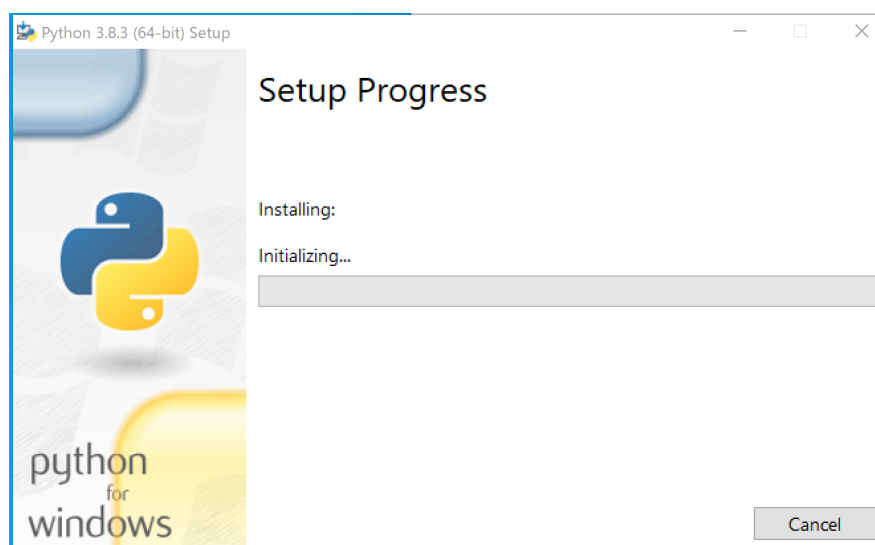 Python 3.8.3 (64-bit) Setup
Setup Progress
Installing:
Initializing...
python
for
windows
Cancel